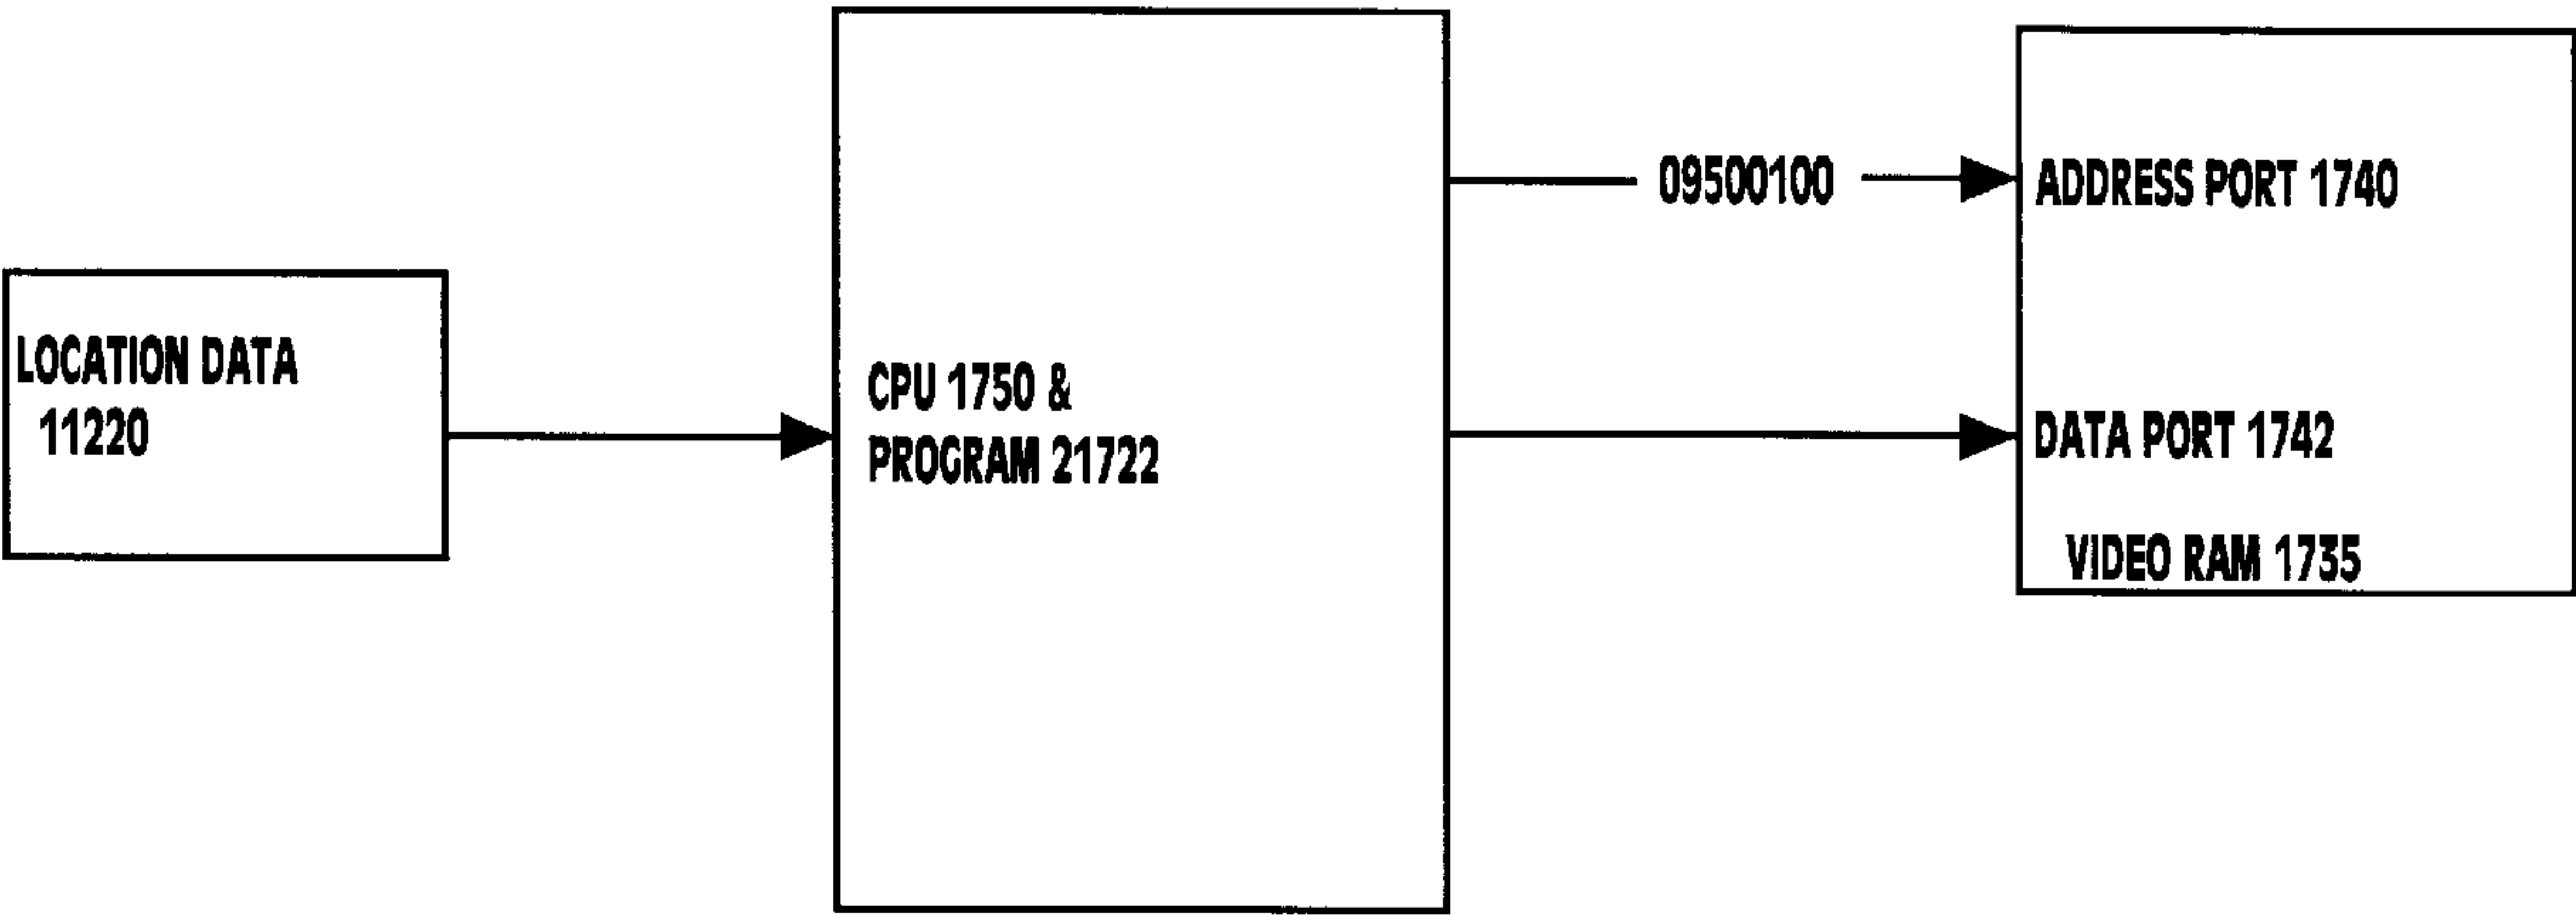 LOCATION DATA
11220
CPU 1750 &
PROGRAM 21722
09500100
ADDRESS PORT 1740
DATA PORT 1742
VIDEO RAM 1735